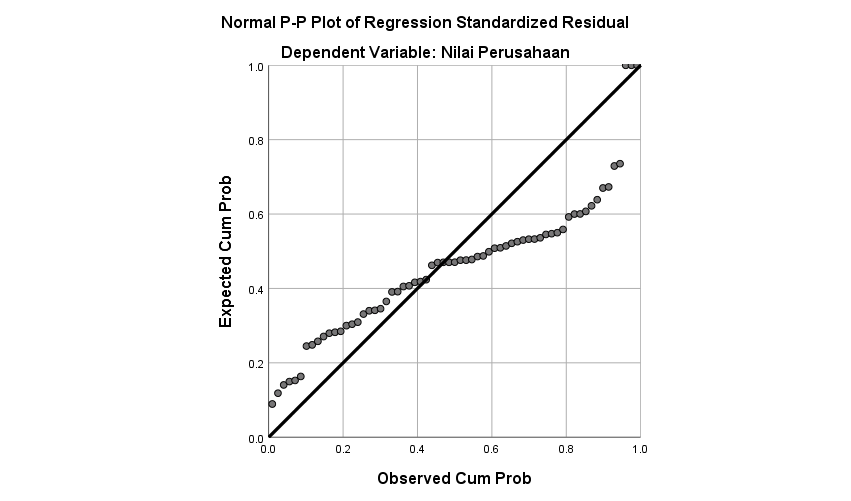 Normal P-P Plot of Regression Standardized Residual
Dependent Variable: Nilai Perusahaan
Expected Cum Prob
1.0
0.8
0.6
0.4
0.2
0.0
0.0 0.2 0.4 0.6 0.8 1.0
Observed Cum Prob